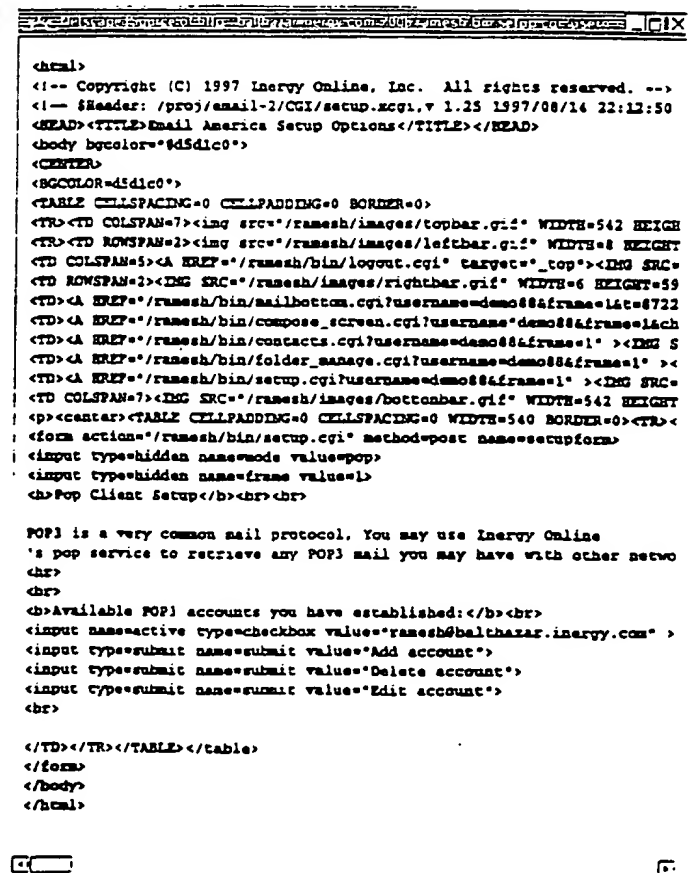 <html>
<!-- Copyright (C) 1997 Inergy Online, Inc.  All rights reserved. -->
<!-- $Header: /proj/email-2/CGI/setup.xcgi,v 1.25 1997/08/14 22:12:50
<HEAD><TITLE>Email America Setup Options</TITLE></HEAD>
<body bgcolor="#d5d1c0">
<CENTER>
<BGCOLOR=d5d1c0">
<TABLE CELLSPACING=0 CELLPADDING=0 BORDER=0>
<TR><TD COLSPAN=7><img src="/ramesh/images/topbar.gif" WIDTH=542 HEIGH
<TR><TD ROWSPAN=2><img src="/ramesh/images/leftbar.gif" WIDTH=8 HEIGHT
<TD COLSPAN=5><A HREF="/ramesh/bin/logout.cgi" target="_top"><IMG SRC=
<TD ROWSPAN=2><IMG SRC="/ramesh/images/rightbar.gif" WIDTH=6 HEIGHT=59
<TD><A HREF="/ramesh/bin/mailbottom.cgi?username=demo88&frame=1&t=8722
<TD><A HREF="/ramesh/bin/compose_screen.cgi?username=demo88&frame=1&ch
<TD><A HREF="/ramesh/bin/contacts.cgi?username=demo88&frame=1" ><IMG S
<TD><A HREF="/ramesh/bin/folder_manage.cgi?username=demo88&frame=1" ><
<TD><A HREF="/ramesh/bin/setup.cgi?username=demo88&frame=1" ><IMG SRC=
<TD COLSPAN=7><IMG SRC="/ramesh/images/bottonbar.gif" WIDTH=542 HEIGHT
<p><center><TABLE CELLPADDING=0 CELLSPACING=0 WIDTH=540 BORDER=0><TR><
<form action="/ramesh/bin/setup.cgi" method=post name=setupform>
<input type=hidden name=mode value=pop>
<input type=hidden name=frame value=1>
<b>Pop Client Setup</b><br><br>
POP3 is a very common mail protocol. You may use Inergy Online
's pop service to retrieve any POP3 mail you may have with other netwo
<hr>
<br>
<b>Available POP3 accounts you have established:</b><br>
<input name=active type=checkbox value="ramesh@balthazar.inergy.com" >
<input type=submit name=submit value="Add account">
<input type=submit name=submit value="Delete account">
<input type=submit name=submit value="Edit account">
<br>
</TD></TR></TABLE></table>
</form>
</body>
</html>